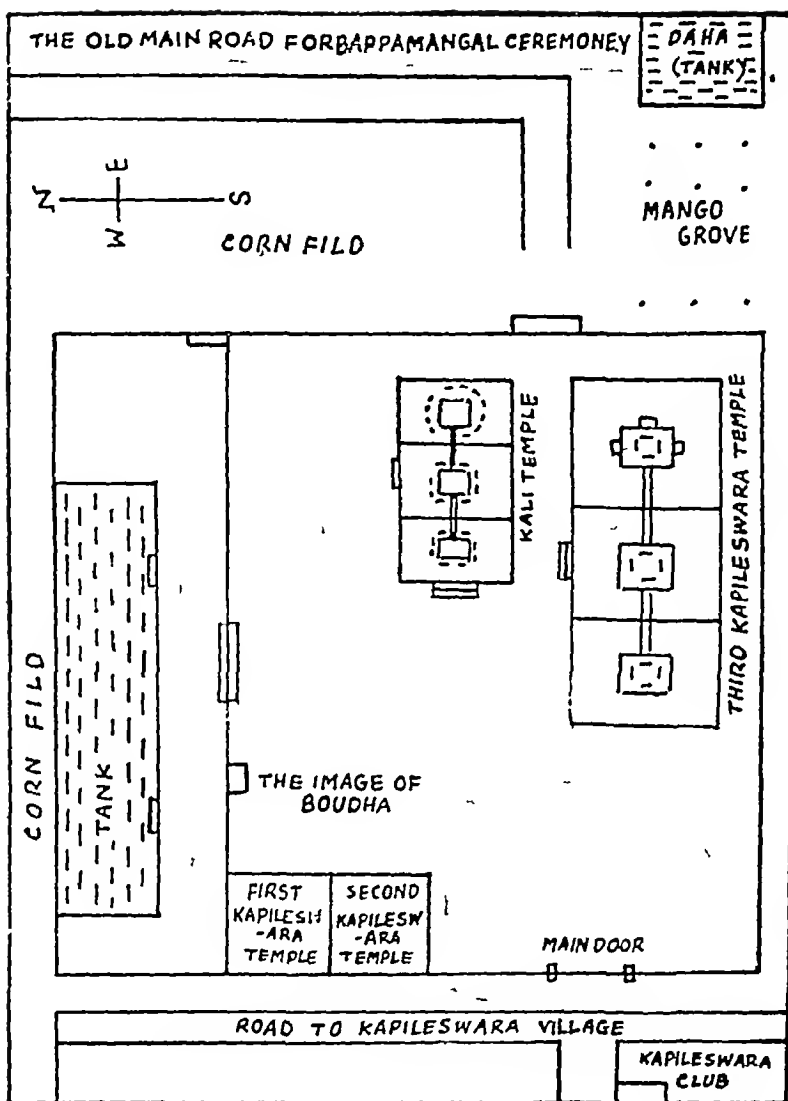 THE OLD MAIN ROAD FORBAPPAMANGAL CEREMONEY
DAHA
(TANK)
E
N
S
W
MANGO
GROVE
CORN FILD
KALI TEMPLE
THIRO KAPILESWARA TEMPLE
CORN FILD
TANK
THE IMAGE OF
BOUDHA
FIRST
KAPILESH
-ARA
TEMPLE
SECOND
KAPILESW
-ARA
TEMPLE
MAIN DOOR
ROAD TO KAPILESWARA VILLAGE
KAPILESWARA
CLUB